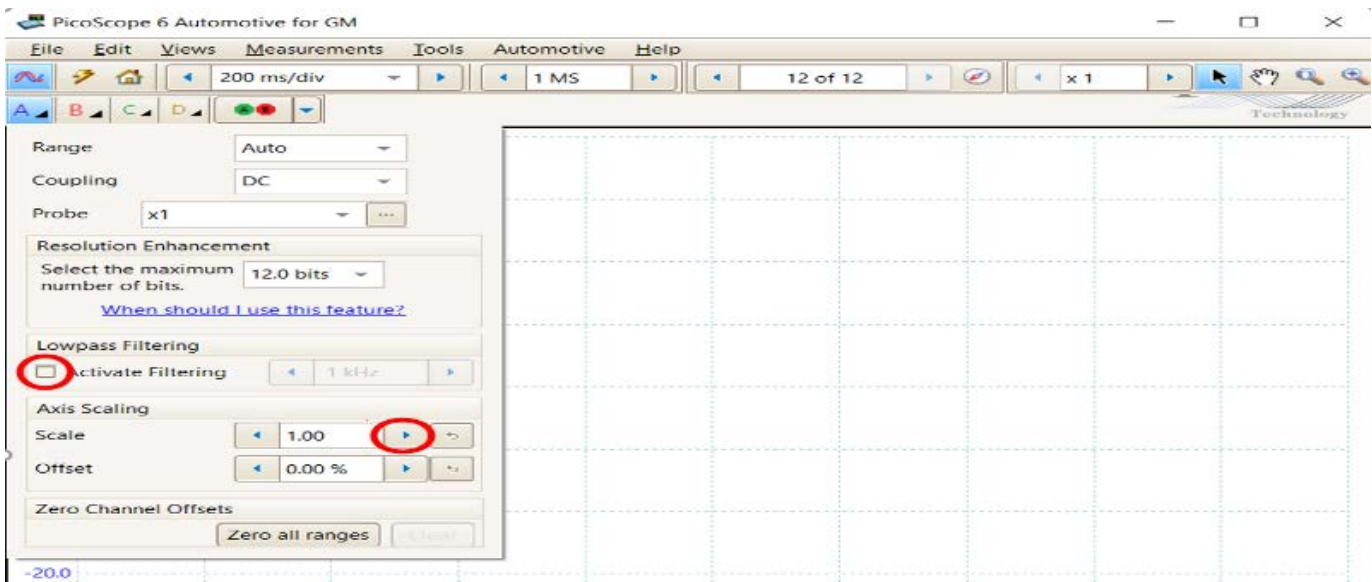 PicoScope 6 Automotive for GM
File Edit Views Measurements Tools Automotive Help
200 ms/div 1 MS 12 of 12 x 1
A B C D
Technology
Range Auto
Coupling DC
Probe x1 ...
Resolution Enhancement
Select the maximum 12.0 bits
number of bits.
When should I use this feature?
Lowpass Filtering
Activate Filtering 1 kHz
Axis Scaling
Scale 1.00
Offset 0.00 %
Zero Channel Offsets
Zero all ranges Clear
-20.0